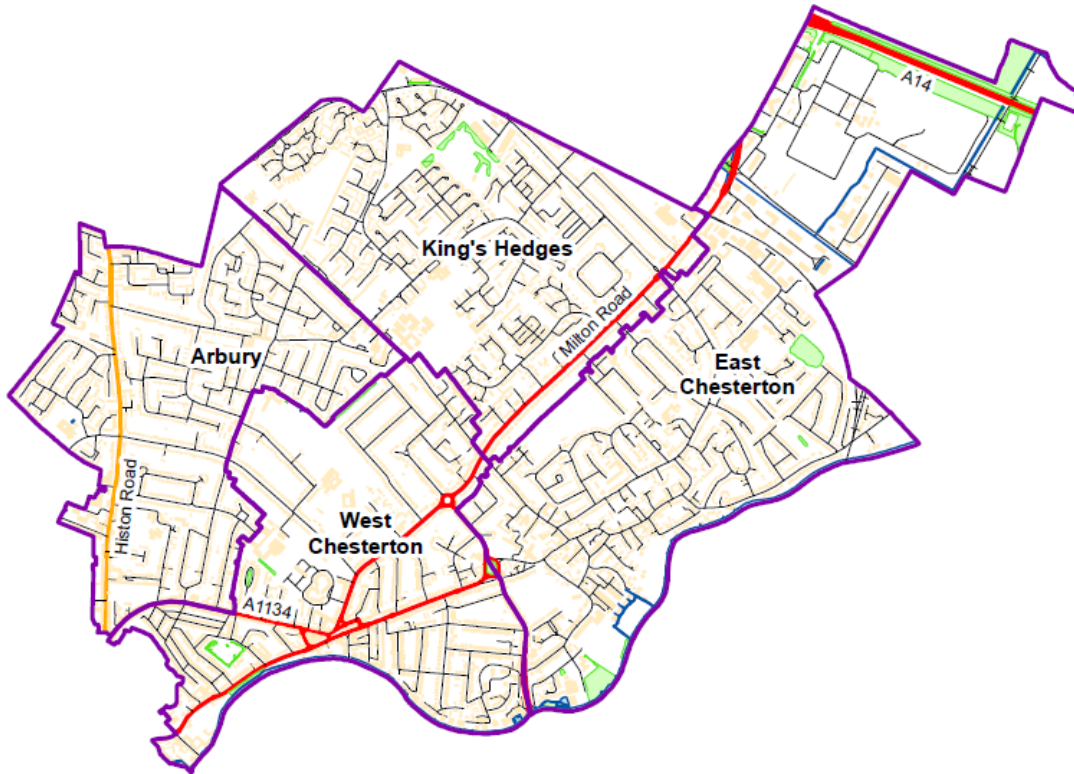 A14
King's Hedges
Milton Road
Arbury
East
Chesterton
Histon Road
West
Chesterton
A1134